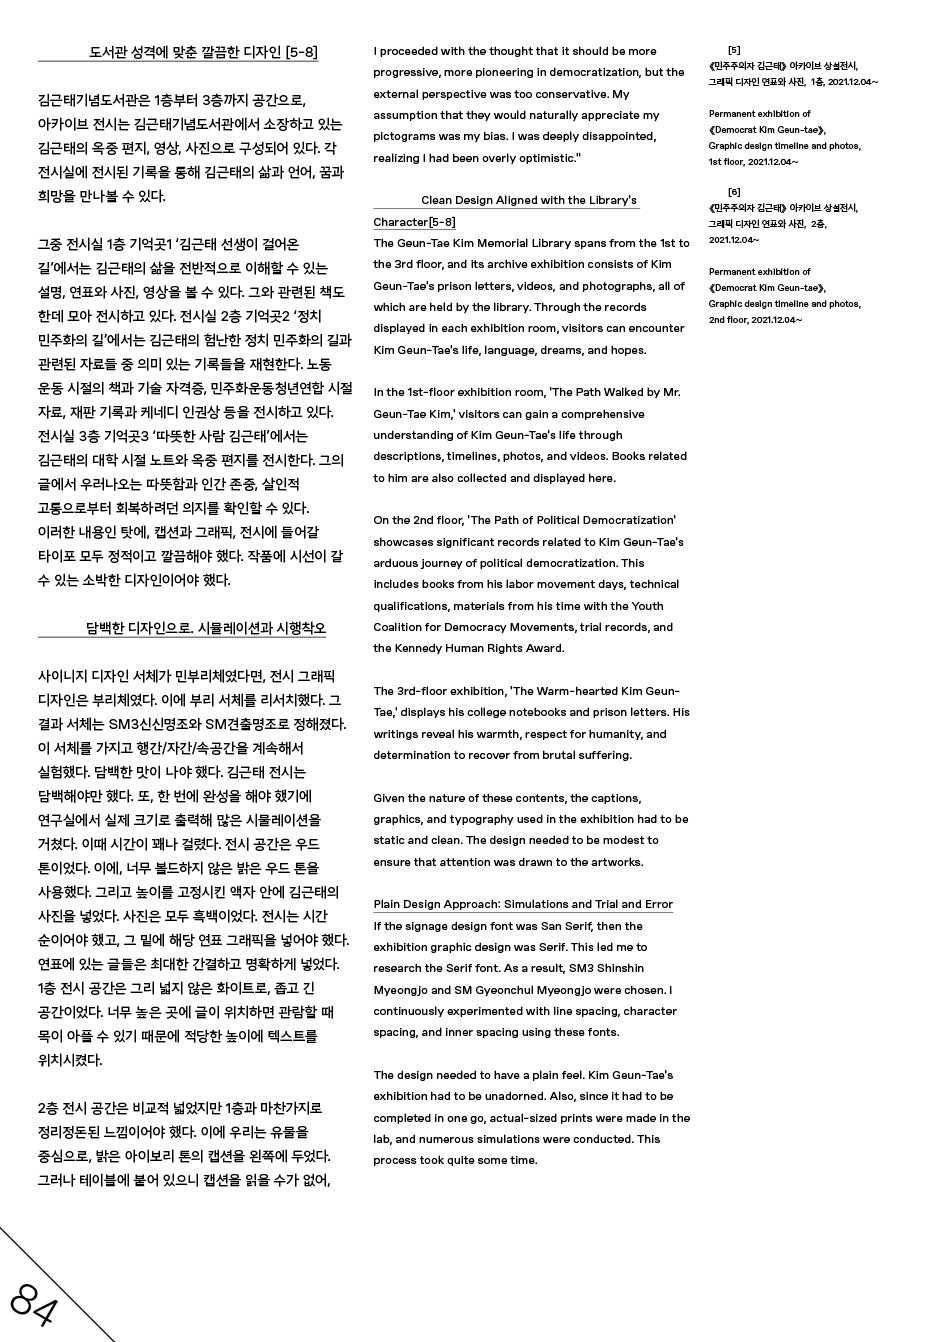 도서관 성격에 맞춘 깔끔한 디자인 [5-8]
김근태기념도서관은 1층부터 3층까지 공간으로,
아카이브 전시는 김근태기념도서관에서 소장하고 있는
김근태의 옥중 편지, 영상, 사진으로 구성되어 있다. 각
전시실에 전시된 기록을 통해 김근태의 삶과 언어, 꿈과
희망을 만나볼 수 있다.
그중 전시실 1층 기억곳1 ‘김근태 선생이 걸어온
길’에서는 김근태의 삶을 전반적으로 이해할 수 있는
설명, 연표와 사진, 영상을 볼 수 있다. 그와 관련된 책도
한데 모아 전시하고 있다. 전시실 2층 기억곳2 ‘정치
민주화의 길’에서는 김근태의 험난한 정치 민주화의 길과
관련된 자료들 중 의미 있는 기록들을 재현한다. 노동
운동 시절의 책과 기술 자격증, 민주화운동청년연합 시절
자료, 재판 기록과 케네디 인권상 등을 전시하고 있다.
전시실 3층 기억곳3 ‘따뜻한 사람 김근태’에서는
김근태의 대학 시절 노트와 옥중 편지를 전시한다. 그의
글에서 우러나오는 따뜻함과 인간 존중, 살인적
고통으로부터 회복하려던 의지를 확인할 수 있다.
이러한 내용인 탓에, 캡션과 그래픽, 전시에 들어갈
타이포 모두 정적이고 깔끔해야 했다. 작품에 시선이 갈
수 있는 소박한 디자인이어야 했다.
담백한 디자인으로. 시뮬레이션과 시행착오
사이니지 디자인 서체가 민부리체였다면, 전시 그래픽
디자인은 부리체였다. 이에 부리 서체를 리서치했다. 그
결과 서체는 SM3신신명조와 SM견출명조로 정해졌다.
이 서체를 가지고 행간/자간/속공간을 계속해서
실험했다. 담백한 맛이 나야 했다. 김근태 전시는
담백해야만 했다. 또, 한 번에 완성을 해야 했기에
연구실에서 실제 크기로 출력해 많은 시물레이션을
거쳤다. 이때 시간이 꽤나 걸렸다. 전시 공간은 우드
톤이었다. 이에, 너무 볼드하지 않은 밝은 우드 톤을
사용했다. 그리고 높이를 고정시킨 액자 안에 김근태의
사진을 넣었다. 사진은 모두 흑백이었다. 전시는 시간
순이어야 했고, 그 밑에 해당 연표 그래픽을 넣어야 했다.
연표에 있는 글들은 최대한 간결하고 명확하게 넣었다.
1층 전시 공간은 그리 넓지 않은 화이트로, 좁고 긴
공간이었다. 너무 높은 곳에 글이 위치하면 관람할 때
목이 아플 수 있기 때문에 적당한 높이에 텍스트를
위치시켰다.
2층 전시 공간은 비교적 넓었지만 1층과 마찬가지로
정리정돈된 느낌이어야 했다. 이에 우리는 유물을
중심으로, 밝은 아이보리 톤의 캡션을 왼쪽에 두었다.
그러나 테이블에 붙어 있으니 캡션을 읽을 수가 없어,
I proceeded with the thought that it should be more
progressive, more pioneering in democratization, but the
external perspective was too conservative. My
assumption that they would naturally appreciate my
pictograms was my bias. I was deeply disappointed,
realizing I had been overly optimistic."
Clean Design Aligned with the Library's
Character[5-8]
The Geun-Tae Kim Memorial Library spans from the 1st to
the 3rd floor, and its archive exhibition consists of Kim
Geun-Tae's prison letters, videos, and photographs, all of
which are held by the library. Through the records
displayed in each exhibition room, visitors can encounter
Kim Geun-Tae's life, language, dreams, and hopes.
In the 1st-floor exhibition room, 'The Path Walked by Mr.
Geun-Tae Kim,' visitors can gain a comprehensive
understanding of Kim Geun-Tae's life through
descriptions, timelines, photos, and videos. Books related
to him are also collected and displayed here.
On the 2nd floor, 'The Path of Political Democratization'
showcases significant records related to Kim Geun-Tae's
arduous journey of political democratization. This
includes books from his labor movement days, technical
qualifications, materials from his time with the Youth
Coalition for Democracy Movements, trial records, and
the Kennedy Human Rights Award.
The 3rd-floor exhibition, 'The Warm-hearted Kim Geun-
Tae,' displays his college notebooks and prison letters. His
writings reveal his warmth, respect for humanity, and
determination to recover from brutal suffering.
Given the nature of these contents, the captions,
graphics, and typography used in the exhibition had to be
static and clean. The design needed to be modest to
ensure that attention was drawn to the artworks.
Plain Design Approach: Simulations and Trial and Error
If the signage design font was San Serif, then the
exhibition graphic design was Serif. This led me to
research the Serif font. As a result, SM3 Shinshin
Myeongjo and SM Gyeonchul Myeongjo were chosen. I
continuously experimented with line spacing, character
spacing, and inner spacing using these fonts.
The design needed to have a plain feel. Kim Geun-Tae's
exhibition had to be unadorned. Also, since it had to be
completed in one go, actual-sized prints were made in the
lab, and numerous simulations were conducted. This
process took quite some time.
[5]
《민주주의자 김근태》 아카이브 상설전시,
그래픽 디자인 연표와 사진, 1층, 2021.12.04~
Permanent exhibition of
《Democrat Kim Geun-tae》,
Graphic design timeline and photos,
1st floor, 2021.12.04~
[6]
《민주주의자 김근태》 아카이브 상설전시,
그래픽 디자인 연표와 사진, 2층,
2021.12.04~
Permanent exhibition of
《Democrat Kim Geun-tae》,
Graphic design timeline and photos,
2nd floor, 2021.12.04~
84